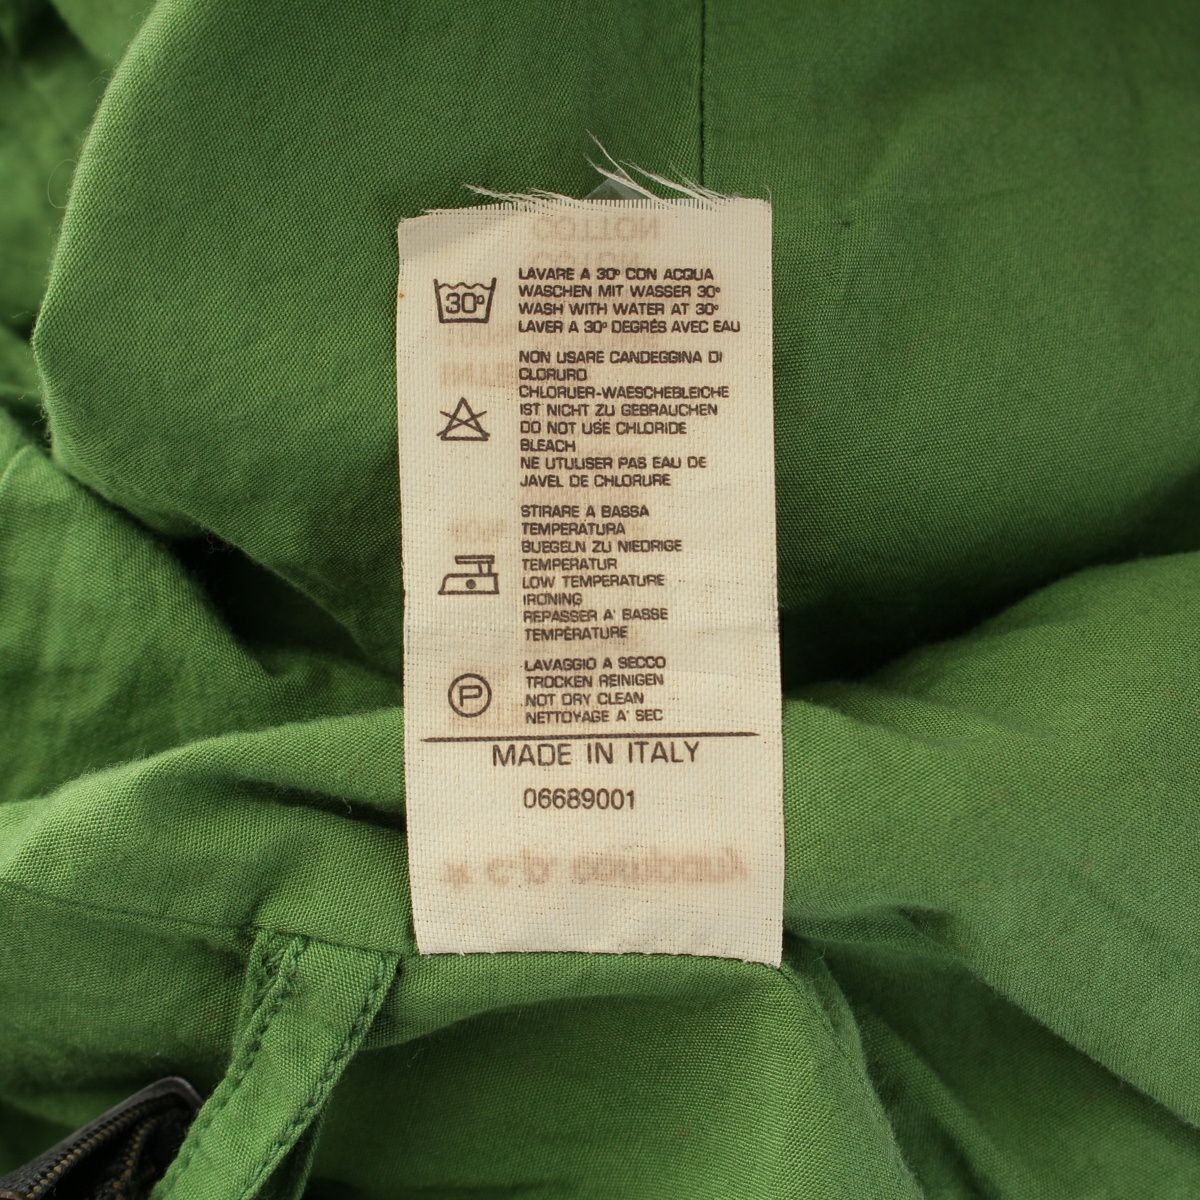 30°
LAVARE A 30° CON ACQUA
WASCHEN MIT WASSER 30°
WASH WITH WATER AT 30°
LAVER A 30° DEGRÉS AVEC EAU
NON USARE CANDEGGINA DI
CLORURO
CHLORUER-WAESCHEBLEICHE
IST NICHT ZU GEBRAUCHEN
DO NOT USE CHLORIDE
BLEACH
NE UTULISER PAS EAU DE
JAVEL DE CHLORURE
STIRARE A BASSA
TEMPERATURA
BUEGELN ZU NIEDRIGE
TEMPERATUR
LOW TEMPERATURE
IRONING
REPASSER A' BASSE
TEMPÉRATURE
P
LAVAGGIO A SECCO
TROCKEN REINIGEN
NOT DRY CLEAN
NETTOYAGE A' SEC
MADE IN ITALY
06689001
c.p. company